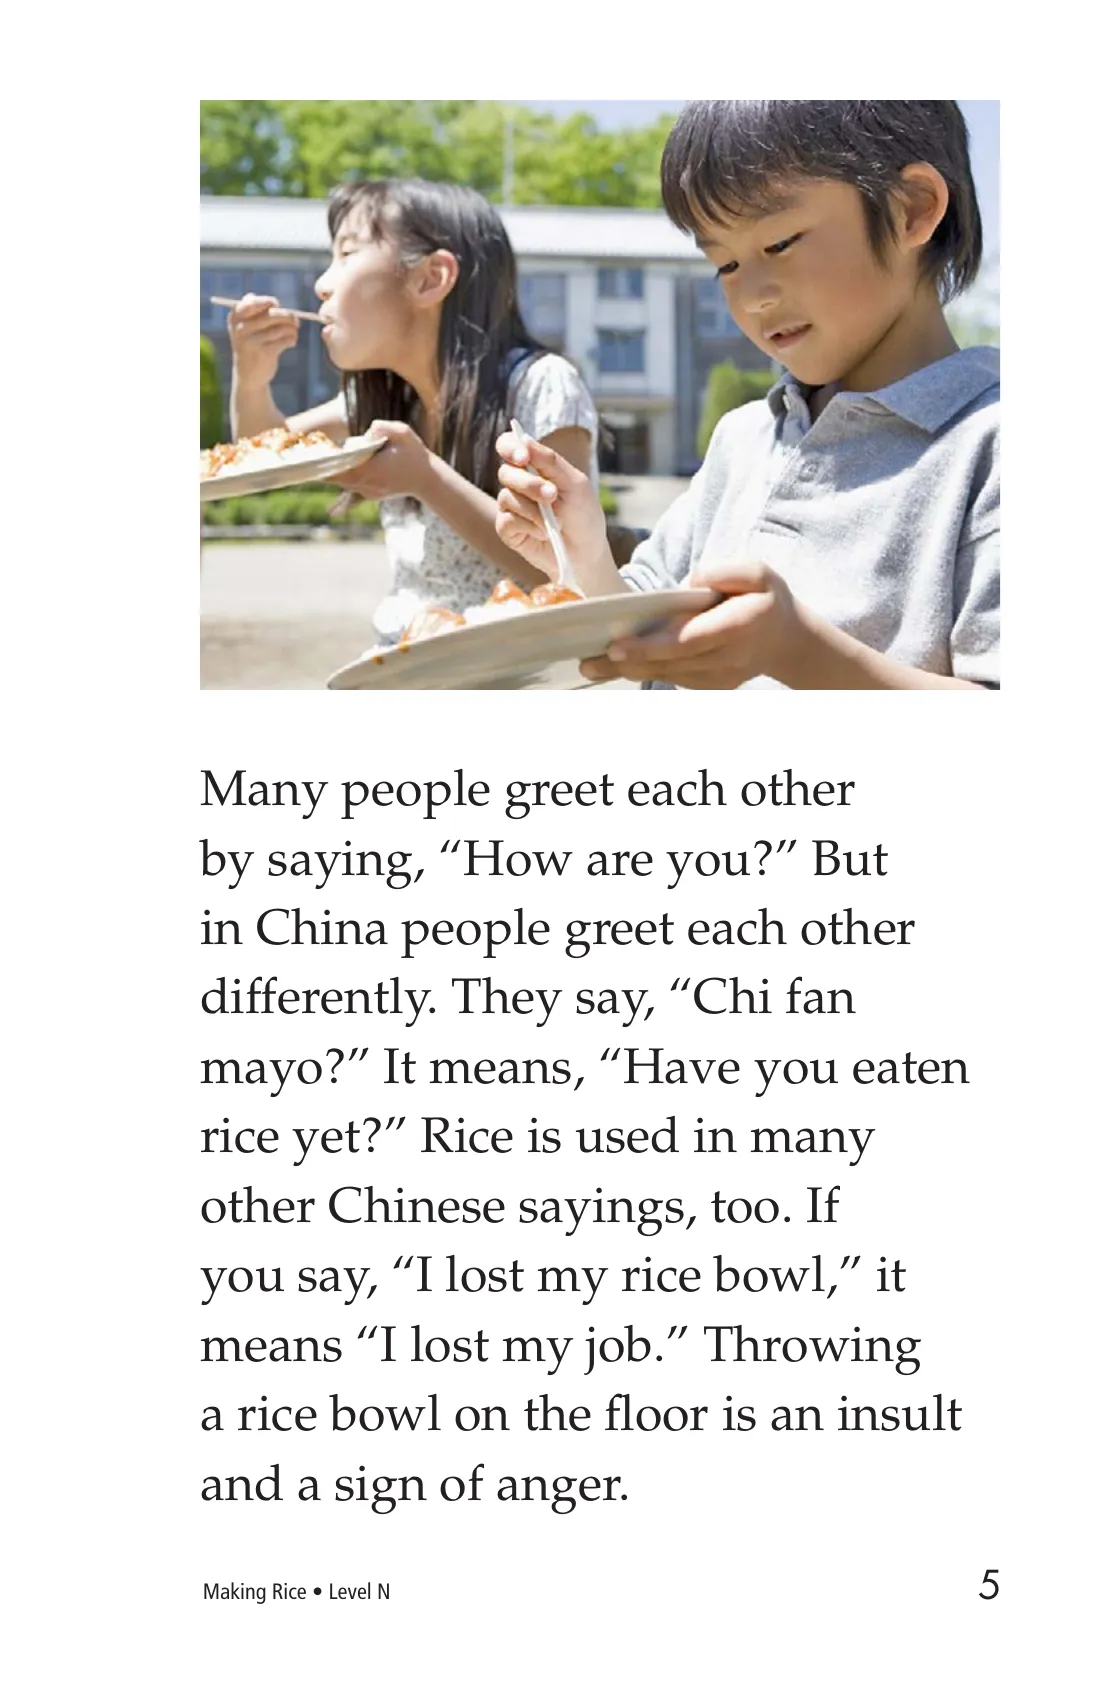 Many people greet each other
by saying, “How are you?” But
in China people greet each other
differently. They say, “Chi fan
mayo?” It means, “Have you eaten
rice yet?” Rice is used in many
other Chinese sayings, too. If
you say, “I lost my rice bowl,” it
means “I lost my job.” Throwing
a rice bowl on the floor is an insult
and a sign of anger.
Making Rice • Level N 5